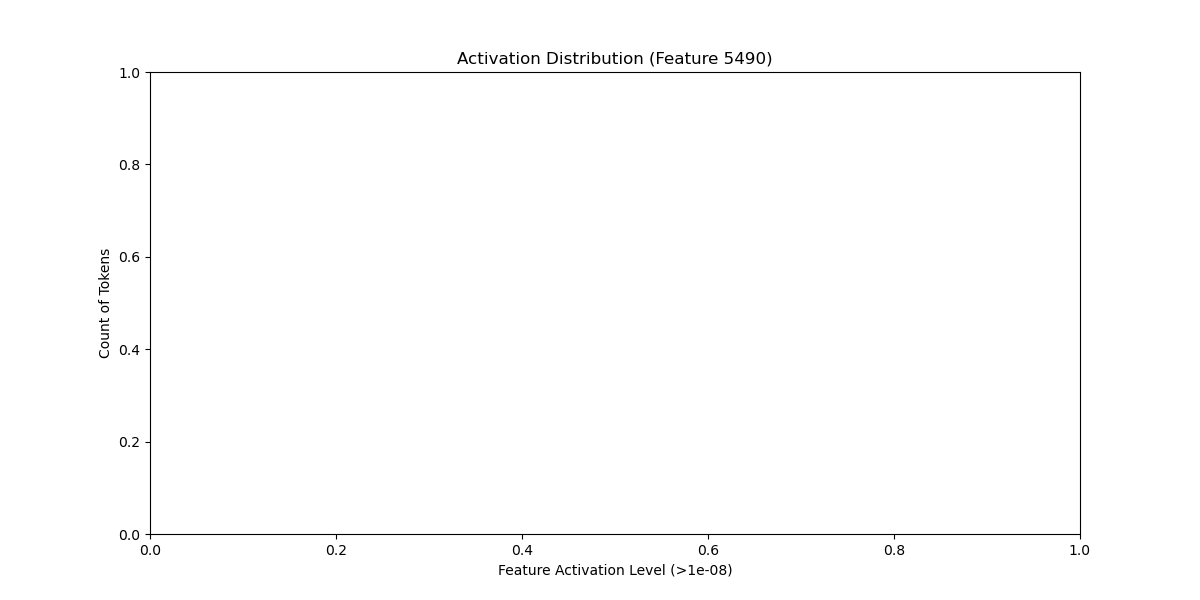 Activation Distribution (Feature 5490)
1.0
0.8
0.6
0.4
0.2
0.0
Count of Tokens
0.0 0.2 0.4 0.6 0.8 1.0
Feature Activation Level (>1e-08)